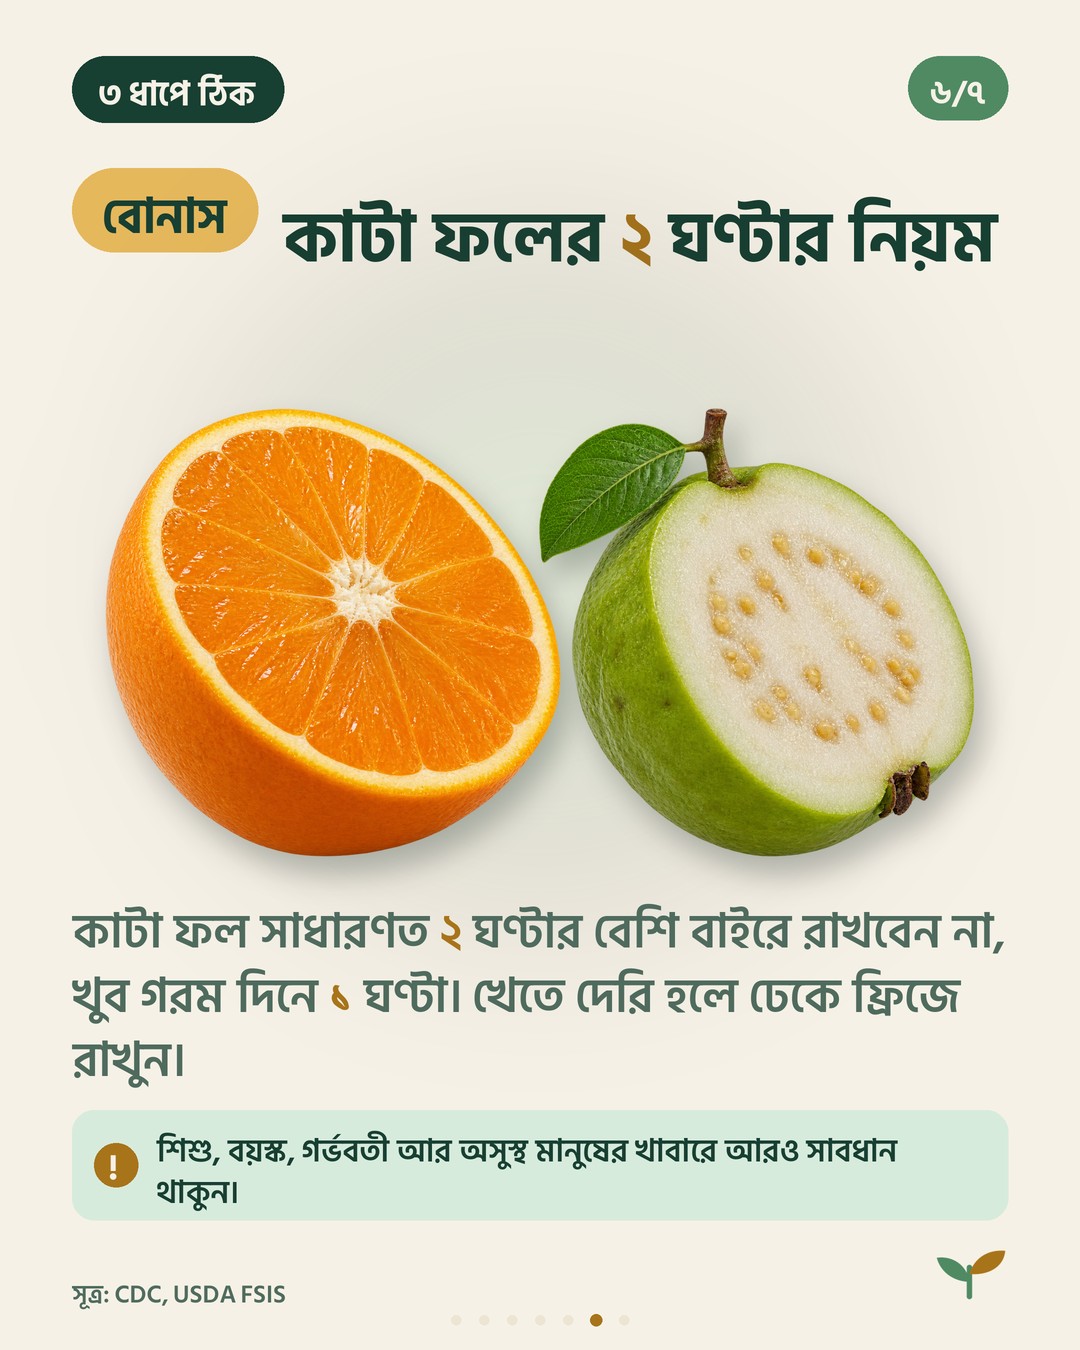 ৩ ধাপে ঠিক
৬/৭
বোনাস
কাটা ফলের ২ ঘণ্টার নিয়ম
কাটা ফল সাধারণত ২ ঘণ্টার বেশি বাইরে রাখবেন না,
খুব গরম দিনে ১ ঘণ্টা। খেতে দেরি হলে ঢেকে ফ্রিজে
রাখুন।
!
শিশু, বয়স্ক, গর্ভবতী আর অসুস্থ মানুষের খাবারে আরও সাবধান
থাকুন।
সূত্র: CDC, USDA FSIS